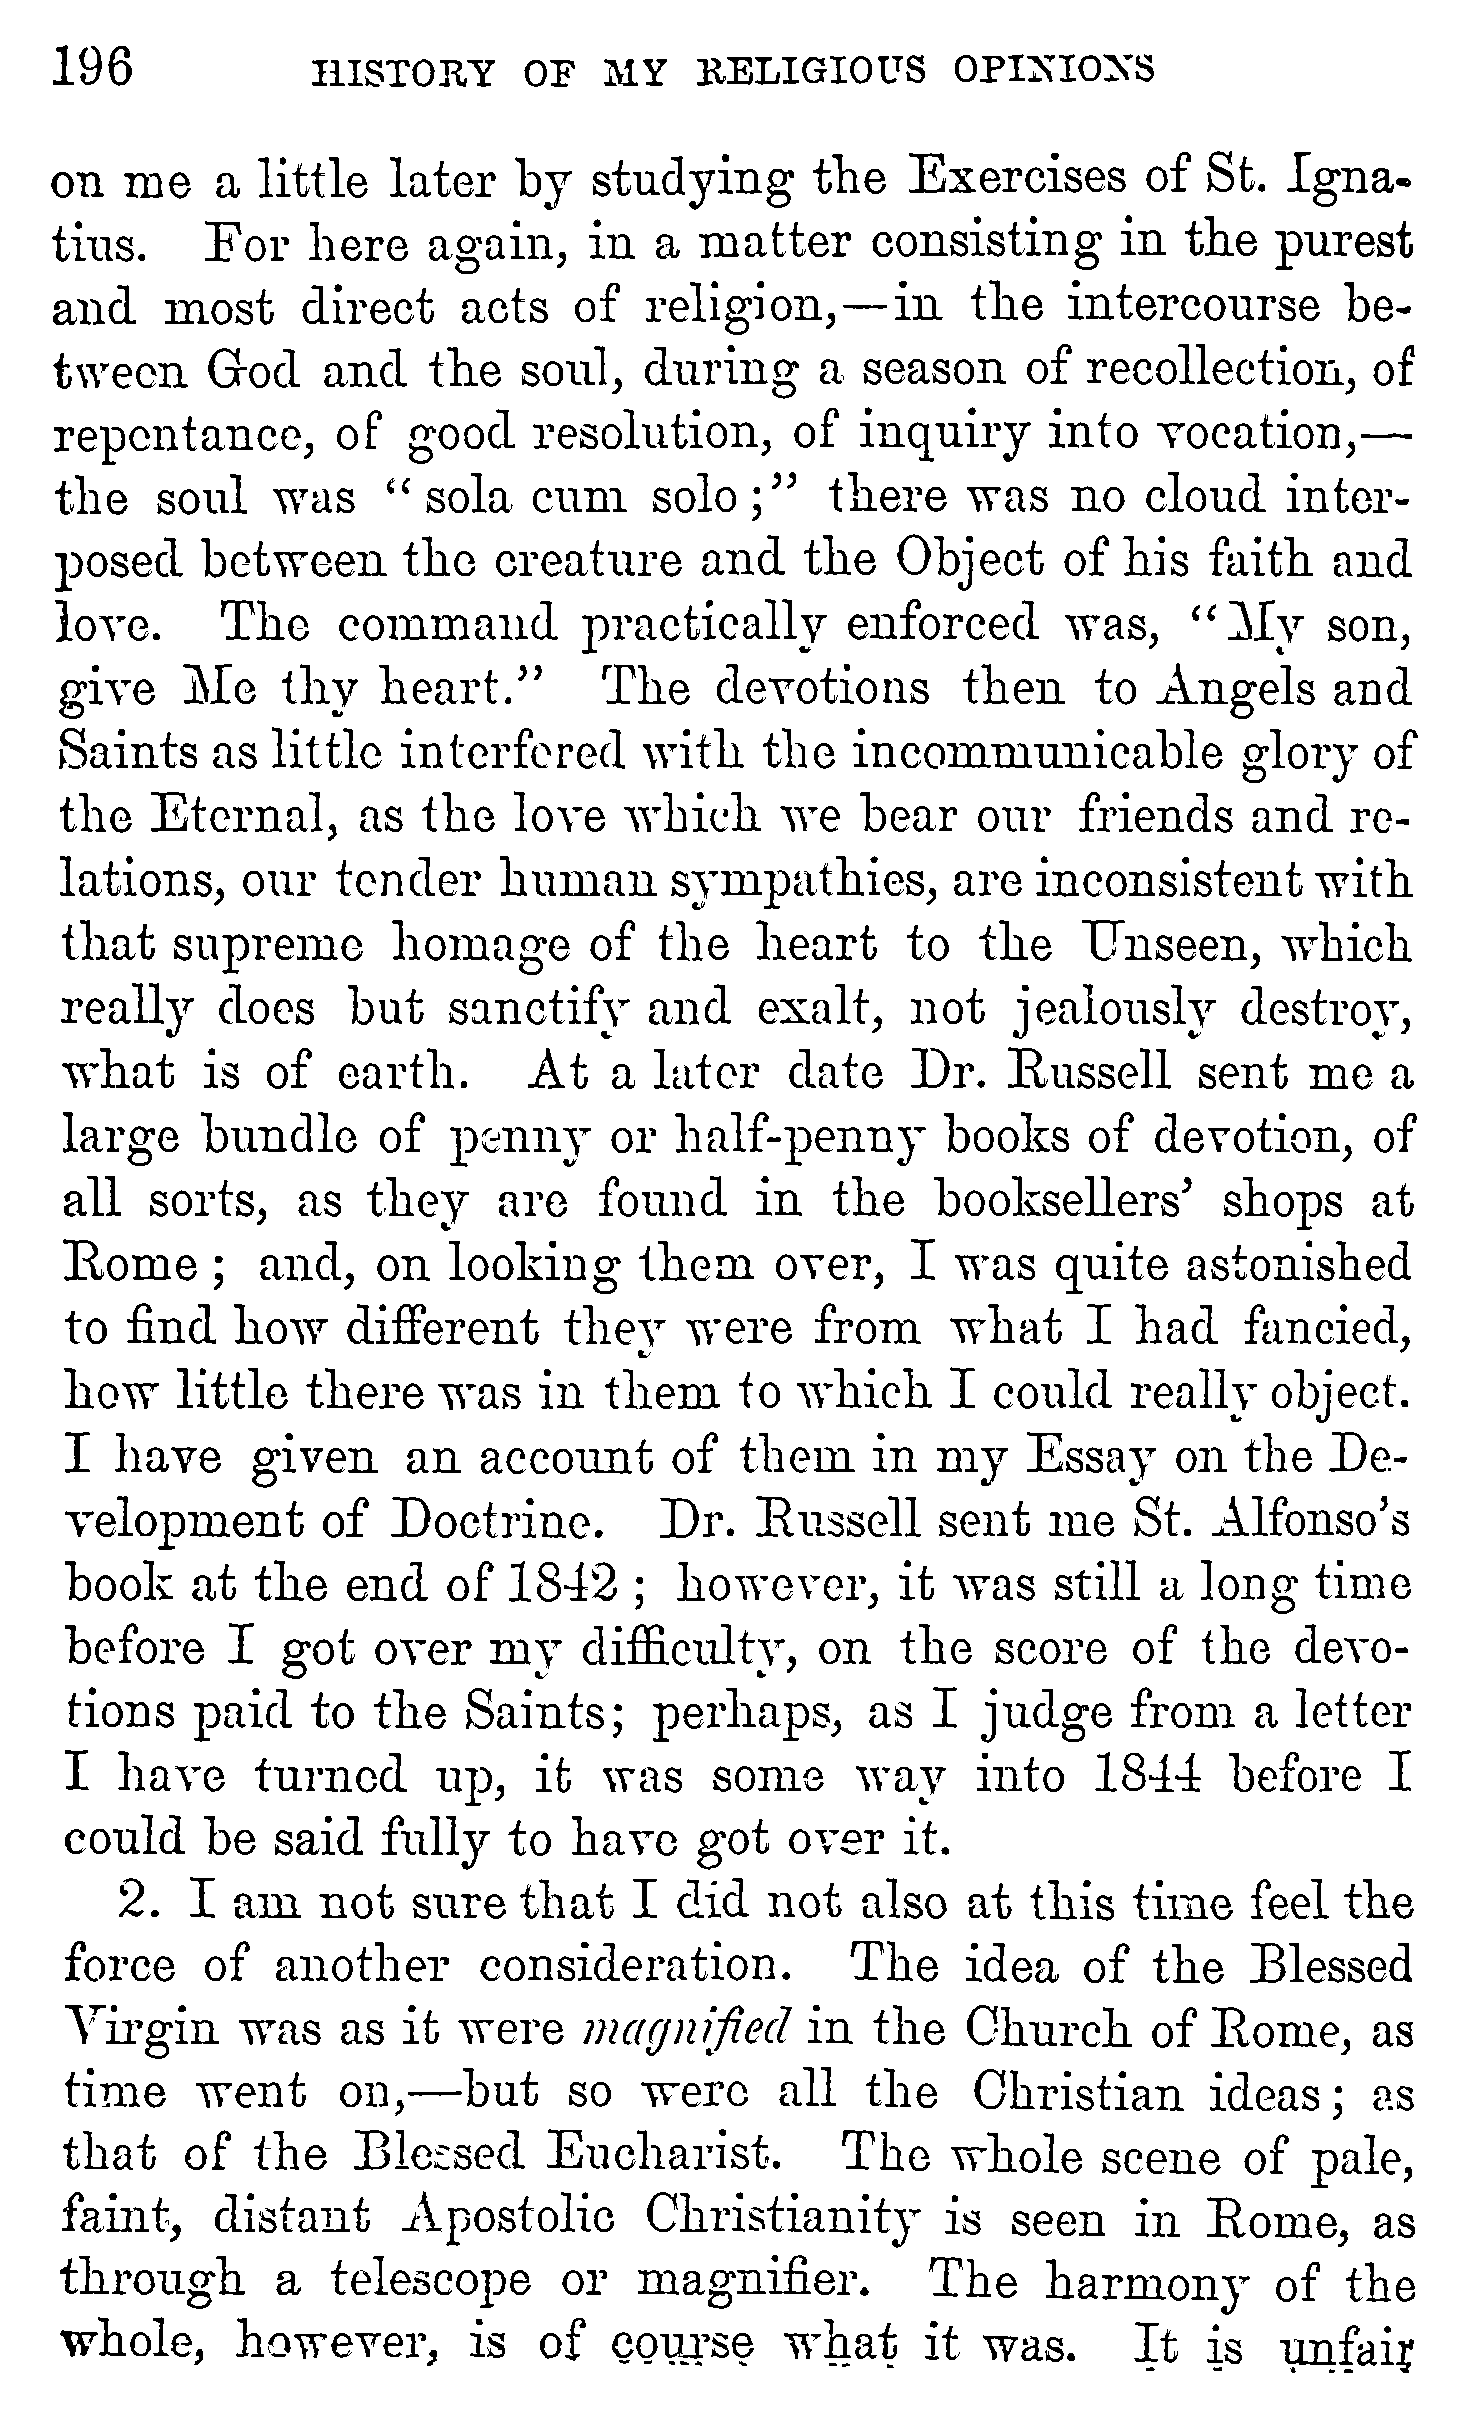 196 HISTORY OF MY RELIGIOUS OPINIONS
on me a little later by studying the Exercises of St. Igna-
tius. For here again, in a matter consisting in the purest
and most direct acts of religion,—in the intercourse be-
tween God and the soul, during a season of recollection, of
repentance, of good resolution, of inquiry into vocation,—
the soul was “ sola cum solo ;” there was no cloud inter-
posed between the creature and the Object of his faith and
love. The command practically enforced was, “ My son,
give Me thy heart.” The devotions then to Angels and
Saints as little interfered with the incommunicable glory of
the Eternal, as the love which we bear our friends and re-
lations, our tender human sympathies, are inconsistent with
that supreme homage of the heart to the Unseen, which
really does but sanctify and exalt, not jealously destroy,
what is of earth. At a later date Dr. Russell sent me a
large bundle of penny or half-penny books of devotion, of
all sorts, as they are found in the booksellers’ shops at
Rome ; and, on looking them over, I was quite astonished
to find how different they were from what I had fancied,
how little there was in them to which I could really object.
I have given an account of them in my Essay on the De-
velopment of Doctrine. Dr. Russell sent me St. Alfonso’s
book at the end of 1842 ; however, it was still a long time
before I got over my difficulty, on the score of the devo-
tions paid to the Saints; perhaps, as I judge from a letter
I have turned up, it was some way into 1844 before I
could be said fully to have got over it.
2. I am not sure that I did not also at this time feel the
force of another consideration. The idea of the Blessed
Virgin was as it were magnified in the Church of Rome, as
time went on,—but so were all the Christian ideas ; as
that of the Blessed Eucharist. The whole scene of pale,
faint, distant Apostolic Christianity is seen in Rome, as
through a telescope or magnifier. The harmony of the
whole, however, is of course what it was. It is unfair